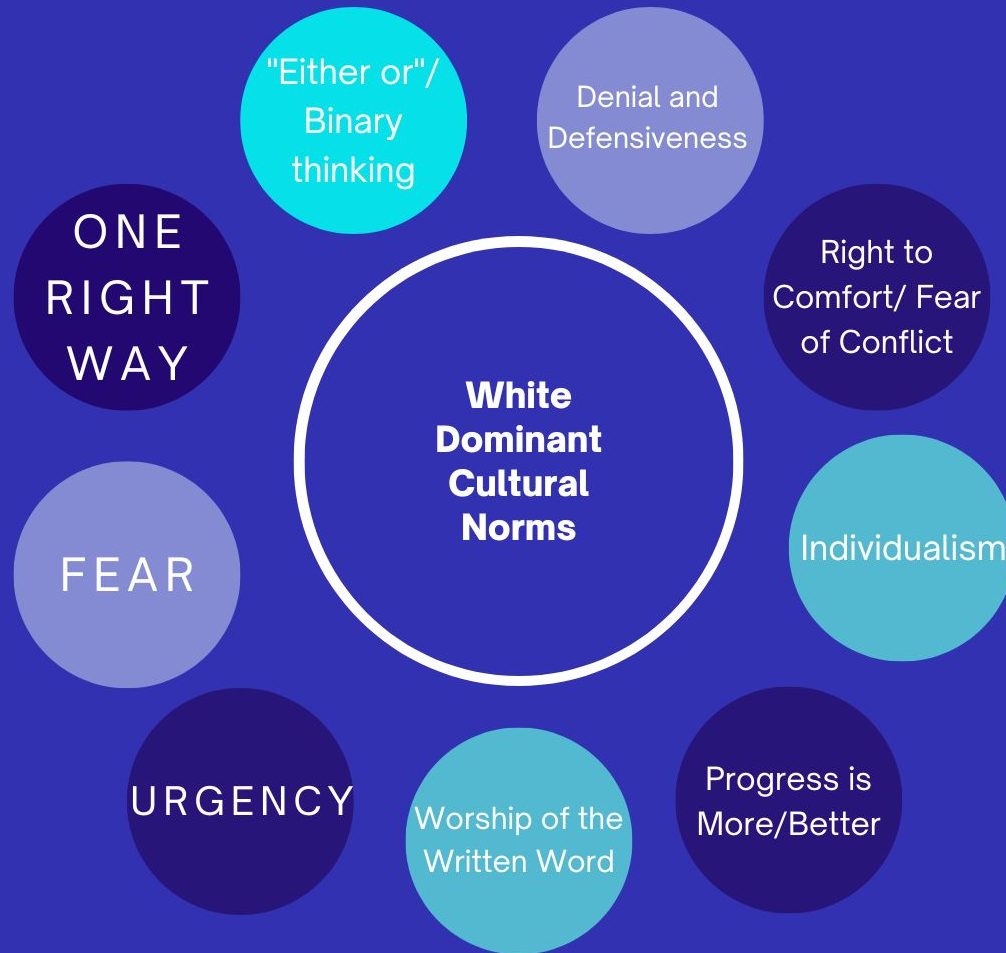 "Either or"/
Binary
thinking
Denial and
Defensiveness
ONE
RIGHT
WAY
Right to
Comfort/ Fear
of Conflict
White
Dominant
Cultural
Norms
FEAR
Individualism
URGENCY
Worship of the
Written Word
Progress is
More/Better